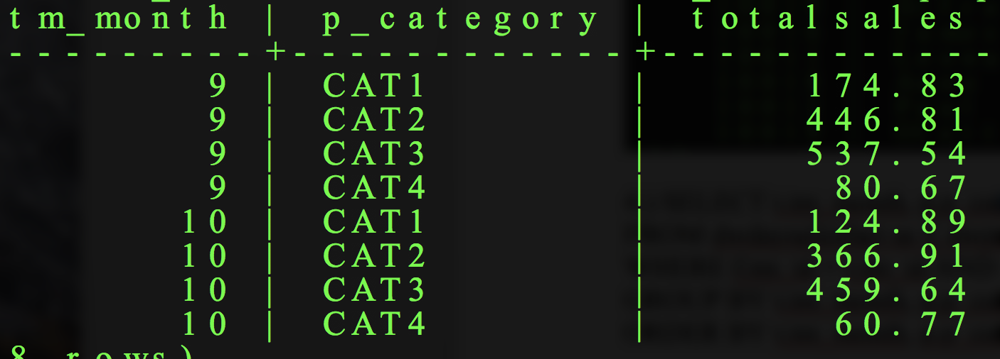 tm_month | p_category | totalsales
----------+------------+------------
9 | CAT1 | 174.83
9 | CAT2 | 446.81
9 | CAT3 | 537.54
9 | CAT4 | 80.67
10 | CAT1 | 124.89
10 | CAT2 | 366.91
10 | CAT3 | 459.64
10 | CAT4 | 60.77
8 rows)